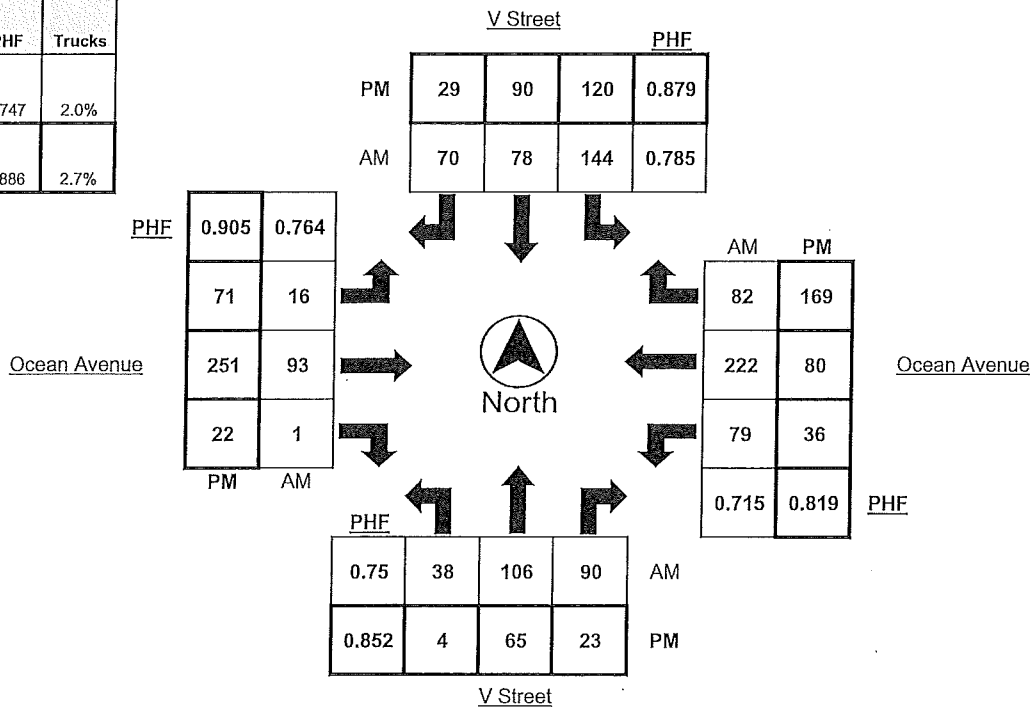 V Street
PHF
PHF Trucks
747 2.0%
886 2.7%
PM 29 90 120 0.879
AM 70 78 144 0.785
PHF 0.905 0.764
71 16
251 93
22 1
PM AM
Ocean Avenue
North
AM PM
82 169
222 80
79 36
0.715 0.819 PHF
Ocean Avenue
PHF
0.75 38 106 90 AM
0.852 4 65 23 PM
V Street